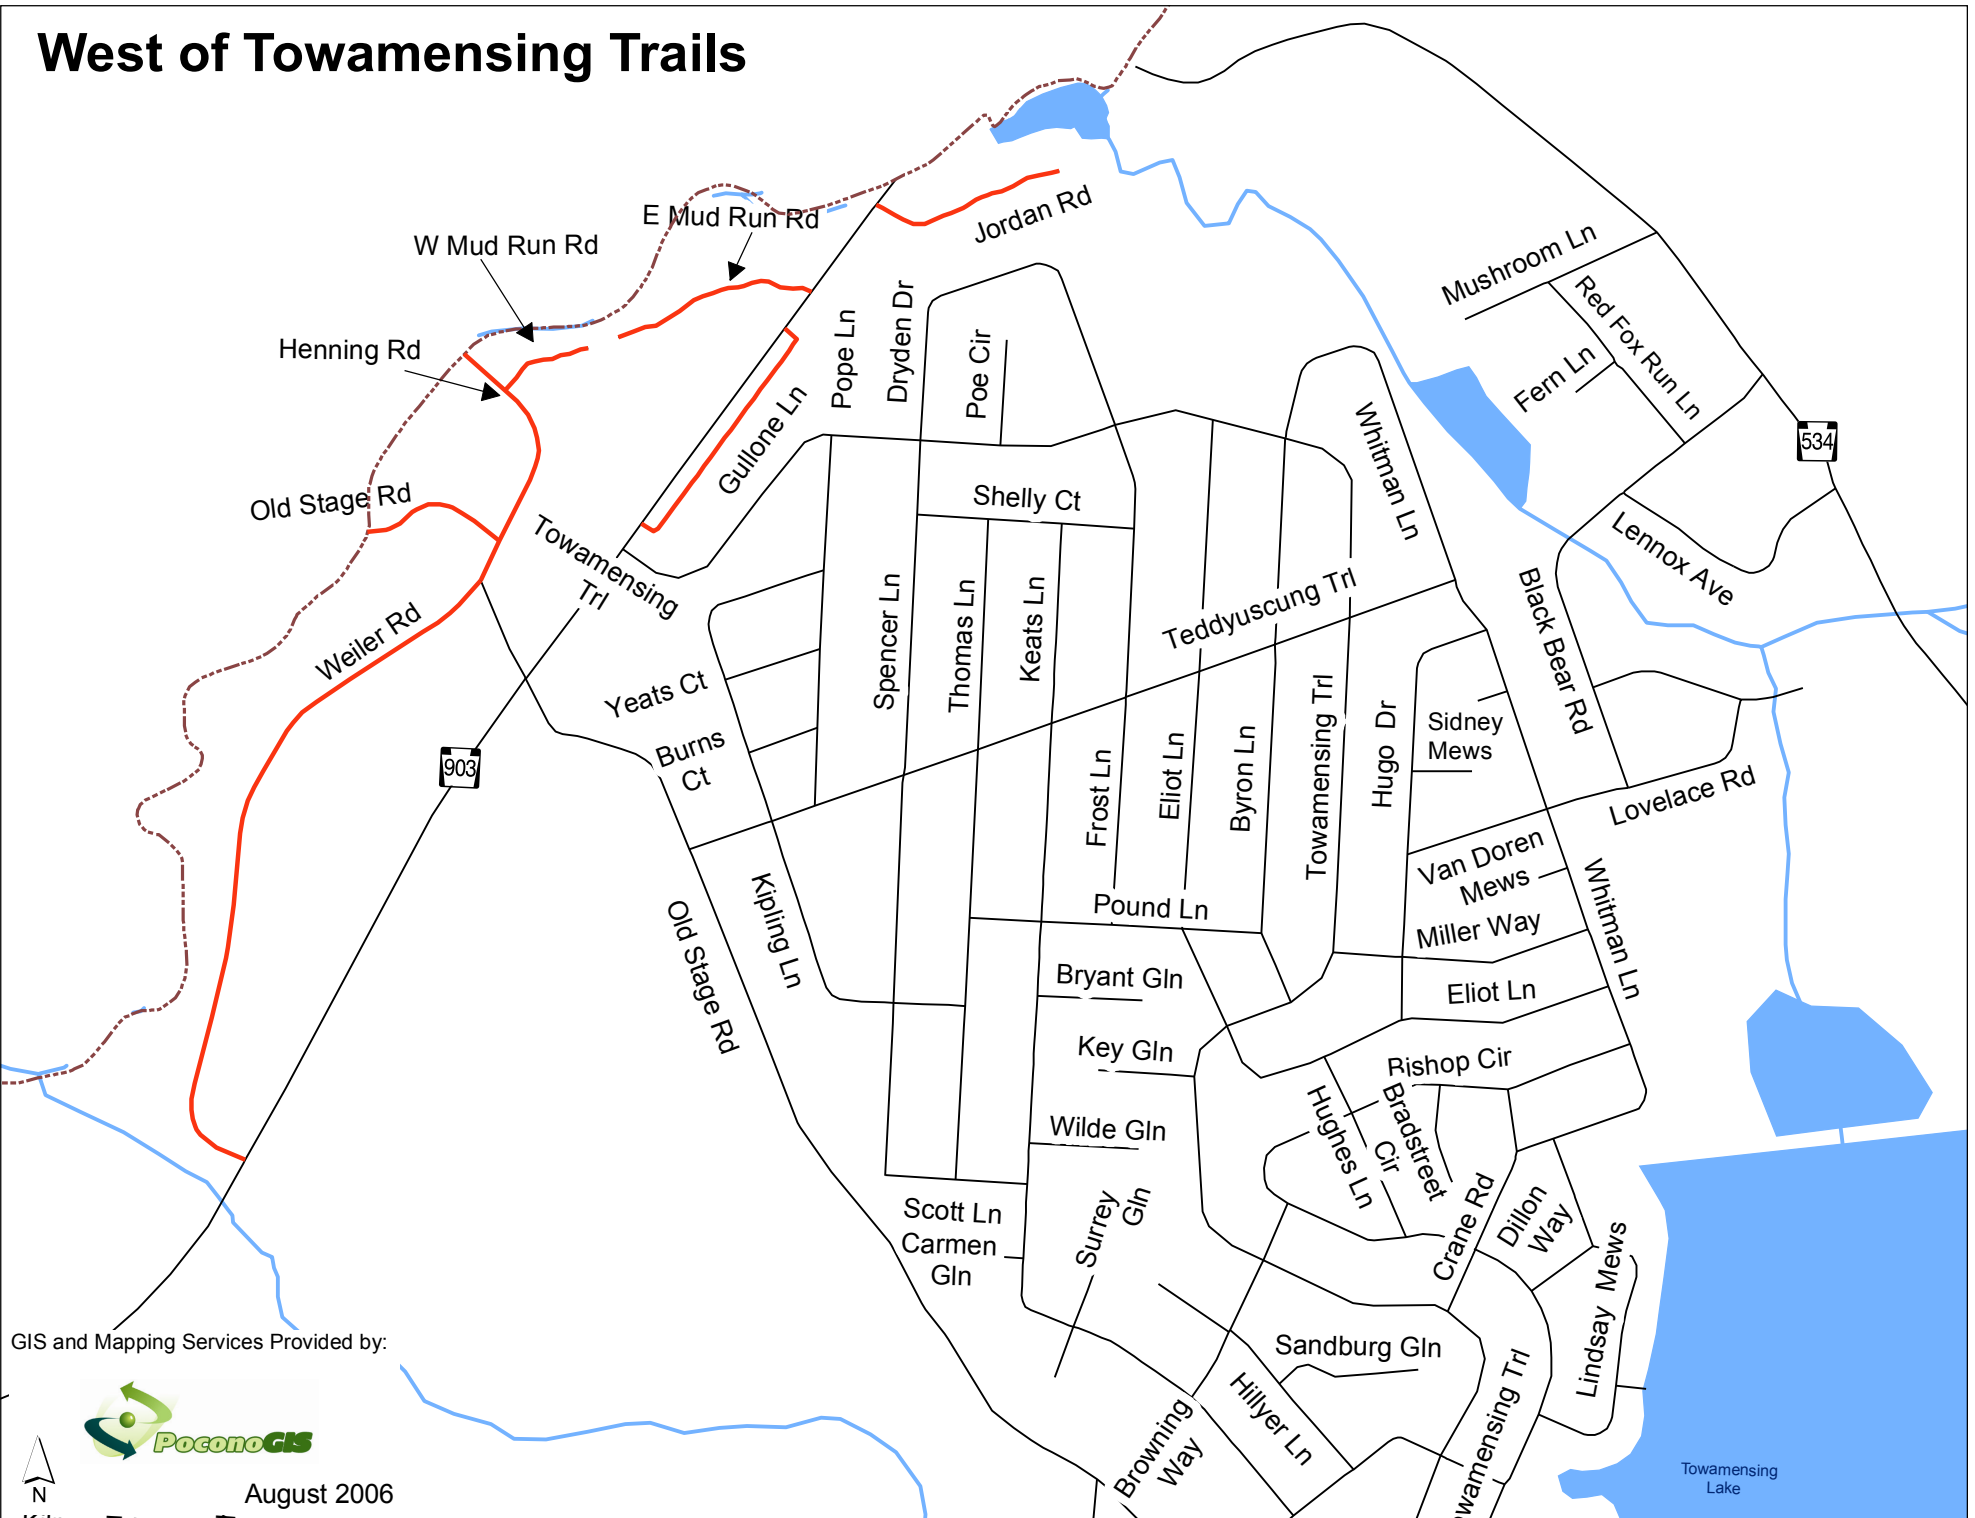 West of Towamensing Trails
E Mud Run Rd
W Mud Run Rd
Jordan Rd
Henning Rd
Mushroom Ln
Red Fox Run Ln
Fern Ln
534
Pope Ln
Dryden Dr
Poe Cir
Gullone Ln
Whitman Ln
Old Stage Rd
Shelly Ct
Lennox Ave
Towamensing
Trl
Weiler Rd
Spencer Ln
Thomas Ln
Keats Ln
Teddyuscung Trl
Black Bear Rd
Yeats Ct
Burns
Ct
903
Frost Ln
Eliot Ln
Byron Ln
Towamensing Trl
Hugo Dr
Sidney
Mews
Lovelace Rd
Van Doren
Mews
Miller Way
Whitman Ln
Kipling Ln
Old Stage Rd
Pound Ln
Bryant Gln
Eliot Ln
Key Gln
Bishop Cir
Hughes Ln
Bradstreet
Cir
Wilde Gln
Surrey
Gln
Scott Ln
Carmen
Gln
Crane Rd
Dillon
Way
Lindsay Mews
Sandburg Gln
Hillyer Ln
Browning
Way
Towamensing
Lake
GIS and Mapping Services Provided by:
PoconoGIS
N
August 2006